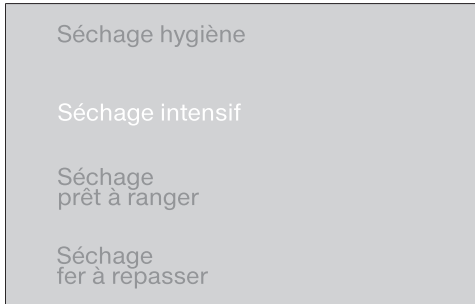 Séchage hygiène
Séchage intensif
Séchage
prêt à ranger
Séchage
fer à repasser